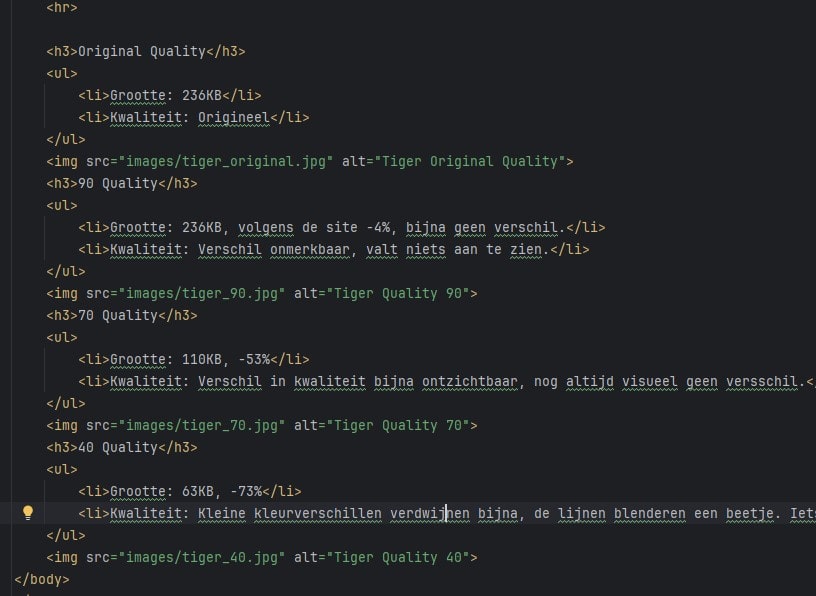 <hr>
<h3>Original Quality</h3>
<ul>
<li>Grootte: 236KB</li>
<li>Kwaliteit: Origineel</li>
</ul>
<img src="images/tiger_original.jpg" alt="Tiger Original Quality">
<h3>90 Quality</h3>
<ul>
<li>Grootte: 236KB, volgens de site -4%, bijna geen verschil.</li>
<li>Kwaliteit: Verschil onmerkbaar, valt niets aan te zien.</li>
</ul>
<img src="images/tiger_90.jpg" alt="Tiger Quality 90">
<h3>70 Quality</h3>
<ul>
<li>Grootte: 110KB, -53%</li>
<li>Kwaliteit: Verschil in kwaliteit bijna ontzichtbaar, nog altijd visueel geen versschil.</
</ul>
<img src="images/tiger_70.jpg" alt="Tiger Quality 70">
<h3>40 Quality</h3>
<ul>
<li>Grootte: 63KB, -73%</li>
<li>Kwaliteit: Kleine kleurverschillen verdwijnen bijna, de lijnen blenderen een beetje. Iets
</ul>
<img src="images/tiger_40.jpg" alt="Tiger Quality 40">
</body>